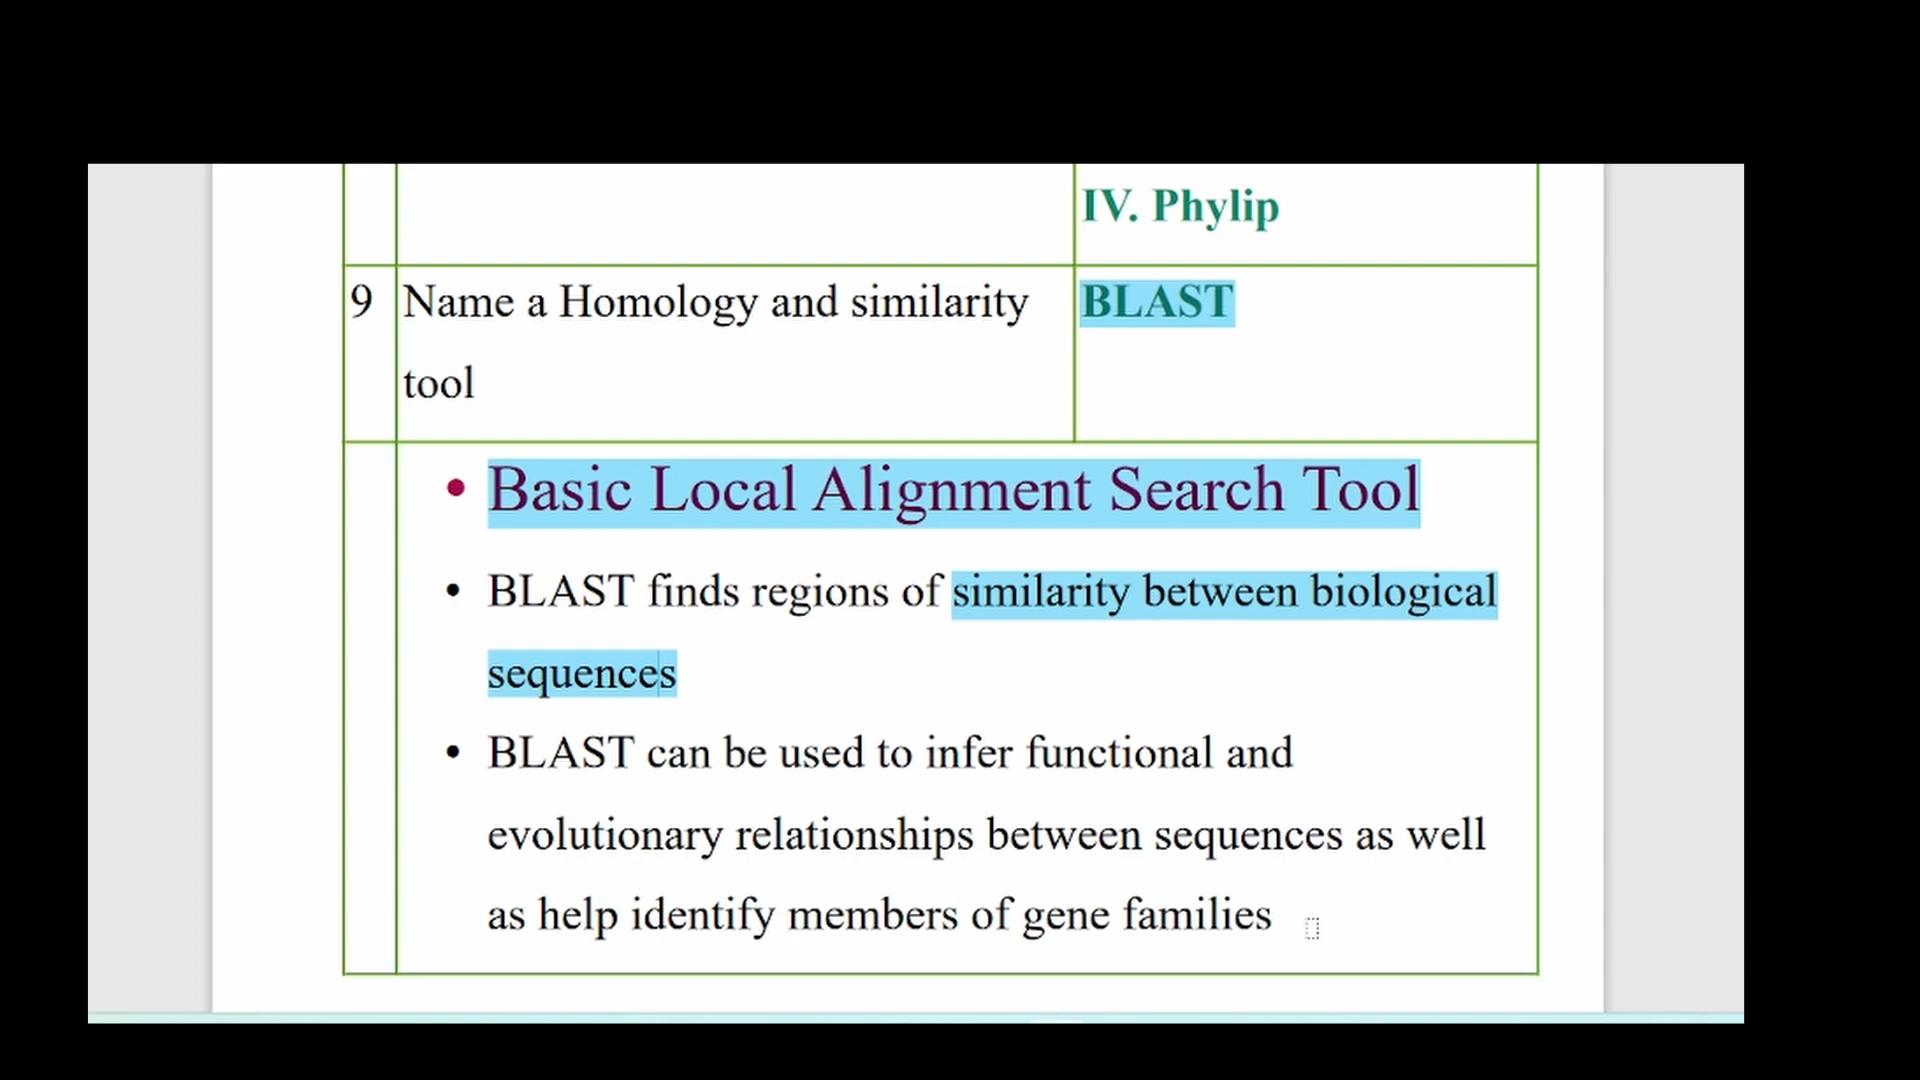 IV. Phylip
9 Name a Homology and similarity BLAST
tool
• Basic Local Alignment Search Tool
• BLAST finds regions of similarity between biological
sequences
• BLAST can be used to infer functional and
evolutionary relationships between sequences as well
as help identify members of gene families